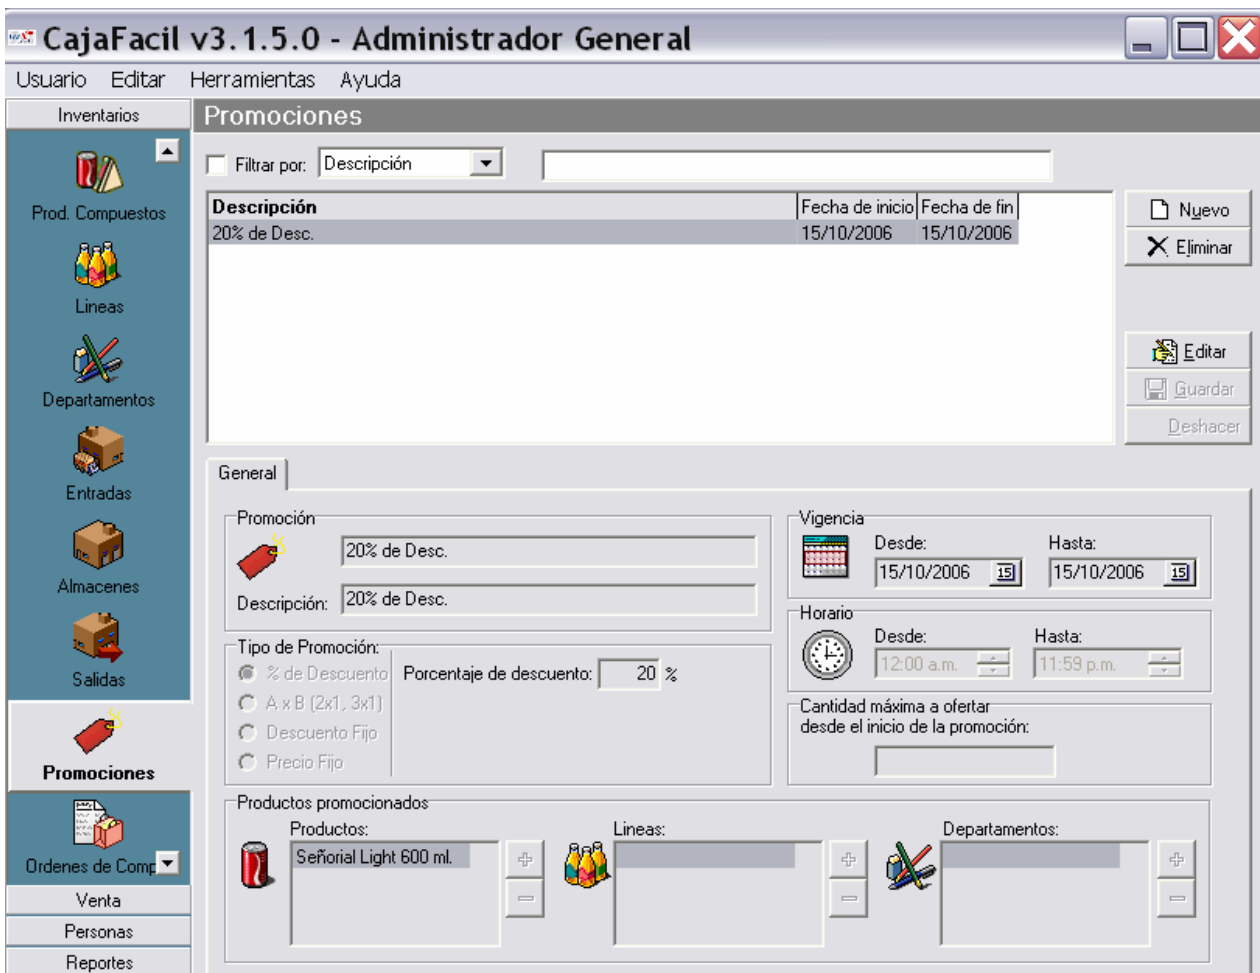 CajaFacil v3.1.5.0 - Administrador General
Usuario Editar Herramientas Ayuda
Inventarios
Prod. Compuestos
Lineas
Departamentos
Entradas
Almacenes
Salidas
Promociones
Ordenes de Comp
Venta
Personas
Reportes
Promociones
Filtrar por: Descripción
Descripción Fecha de inicio Fecha de fin
20% de Desc. 15/10/2006 15/10/2006
Nuevo
Eliminar
Editar
Guardar
Deshacer
General
Promoción
20% de Desc.
Descripción: 20% de Desc.
Tipo de Promoción:
% de Descuento
A x B (2x1, 3x1)
Descuento Fijo
Precio Fijo
Porcentaje de descuento: 20 %
Vigencia
Desde: Hasta:
15/10/2006 15 15/10/2006 15
Horario
Desde: Hasta:
12:00 a.m. 11:59 p.m.
Cantidad máxima a ofertar
desde el inicio de la promoción:
Productos promocionados
Productos: Lineas: Departamentos:
Señorial Light 600 ml.